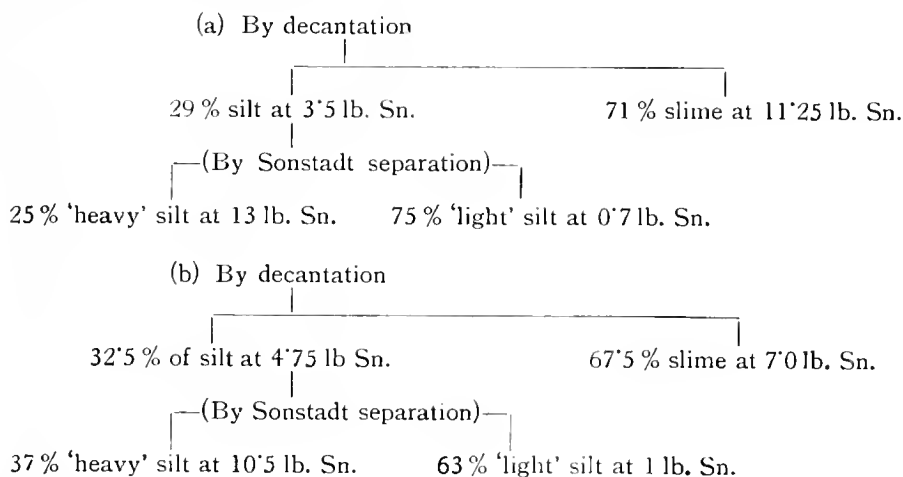 (a) By decantation
29 % silt at 3·5 lb. Sn. 71 % slime at 11·25 lb. Sn.
(By Sonstadt separation)
25 % ‘heavy’ silt at 13 lb. Sn. 75 % ‘light’ silt at 0·7 lb. Sn.
(b) By decantation
32·5 % of silt at 4·75 lb Sn. 67·5 % slime at 7·0 lb. Sn.
(By Sonstadt separation)
37 % ‘heavy’ silt at 10·5 lb. Sn. 63 % ‘light’ silt at 1 lb. Sn.